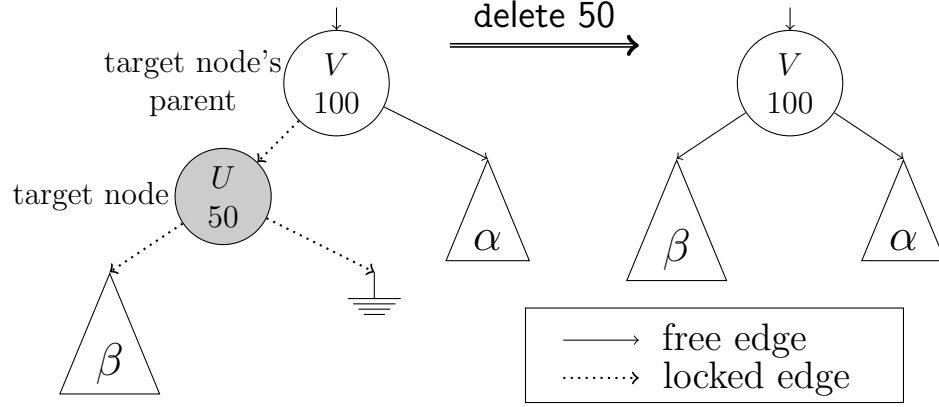 delete 50
target node's
parent
V
100
V
100
target node
U
50
α
β
α
β
free edge
locked edge